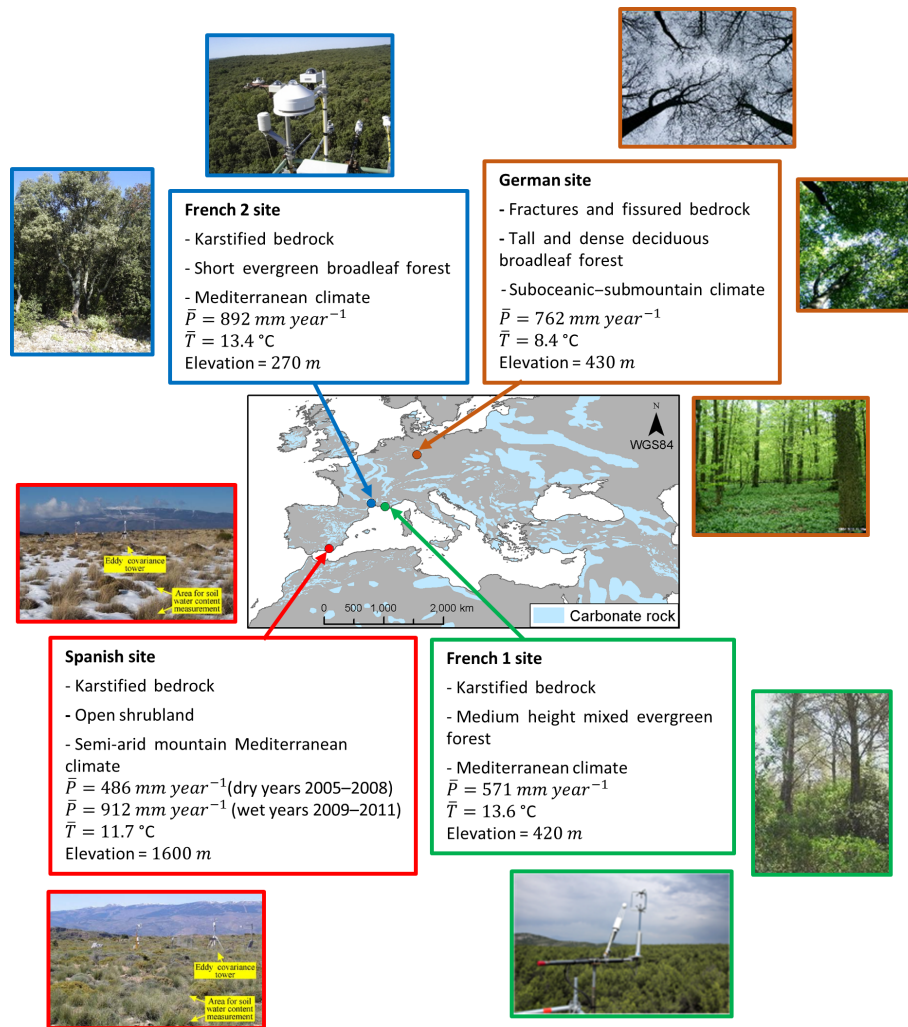 French 2 site
- Karstified bedrock
- Short evergreen broadleaf forest
- Mediterranean climate
P̄ = 892 mm year⁻¹
T̄ = 13.4 °C
Elevation = 270 m
German site
- Fractures and fissured bedrock
- Tall and dense deciduous
broadleaf forest
- Suboceanic–submountain climate
P̄ = 762 mm year⁻¹
T̄ = 8.4 °C
Elevation = 430 m
N
WGS84
0 500 1,000 2,000 km
Carbonate rock
Eddy covariance
tower
Area for soil
water content
measurement
Spanish site
- Karstified bedrock
- Open shrubland
- Semi-arid mountain Mediterranean
climate
P̄ = 486 mm year⁻¹(dry years 2005–2008)
P̄ = 912 mm year⁻¹ (wet years 2009–2011)
T̄ = 11.7 °C
Elevation = 1600 m
French 1 site
- Karstified bedrock
- Medium height mixed evergreen
forest
- Mediterranean climate
P̄ = 571 mm year⁻¹
T̄ = 13.6 °C
Elevation = 420 m
Eddy covariance
tower
Area for soil
water content
measurement